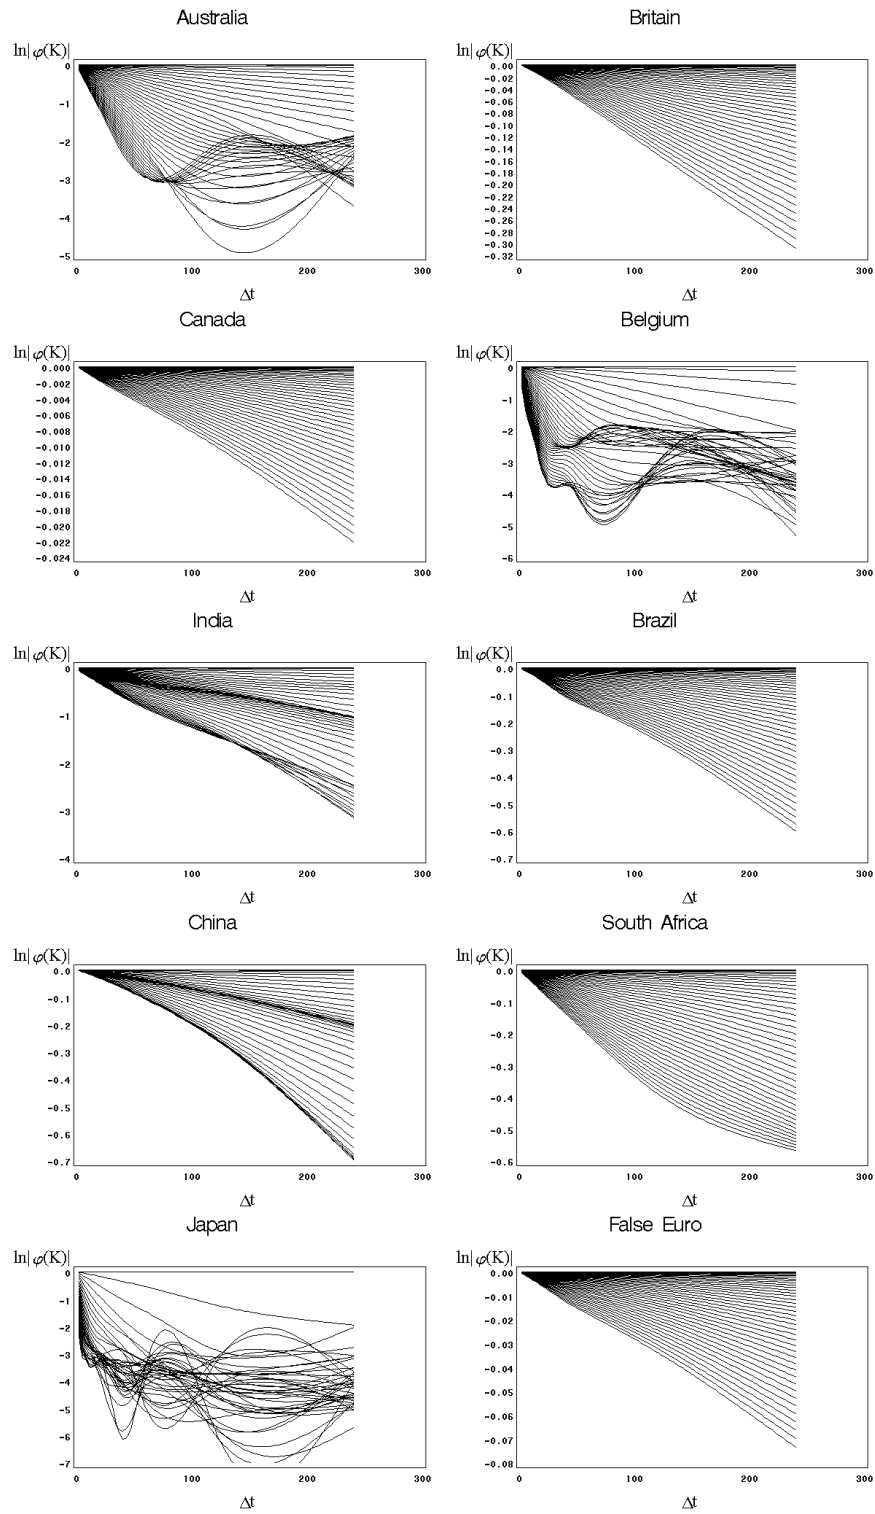 Australia
ln|φ(K)|
0
-1
-2
-3
-4
-5
0 100 200 300
Δt
Britain
ln|φ(K)|
0.00
-0.02
-0.04
-0.06
-0.08
-0.10
-0.12
-0.14
-0.16
-0.18
-0.20
-0.22
-0.24
-0.26
-0.28
-0.30
-0.32
0 100 200 300
Δt
Canada
ln|φ(K)|
0.000
-0.002
-0.004
-0.006
-0.008
-0.010
-0.012
-0.014
-0.016
-0.018
-0.020
-0.022
-0.024
0 100 200 300
Δt
Belgium
ln|φ(K)|
0
-1
-2
-3
-4
-5
-6
0 100 200 300
Δt
India
ln|φ(K)|
0
-1
-2
-3
-4
0 100 200 300
Δt
Brazil
ln|φ(K)|
0.0
-0.1
-0.2
-0.3
-0.4
-0.5
-0.6
-0.7
0 100 200 300
Δt
China
ln|φ(K)|
0.0
-0.1
-0.2
-0.3
-0.4
-0.5
-0.6
-0.7
0 100 200 300
Δt
South Africa
ln|φ(K)|
0.0
-0.1
-0.2
-0.3
-0.4
-0.5
-0.6
0 100 200 300
Δt
Japan
ln|φ(K)|
0
-1
-2
-3
-4
-5
-6
-7
0 100 200 300
Δt
False Euro
ln|φ(K)|
0.00
-0.01
-0.02
-0.03
-0.04
-0.05
-0.06
-0.07
-0.08
0 100 200 300
Δt